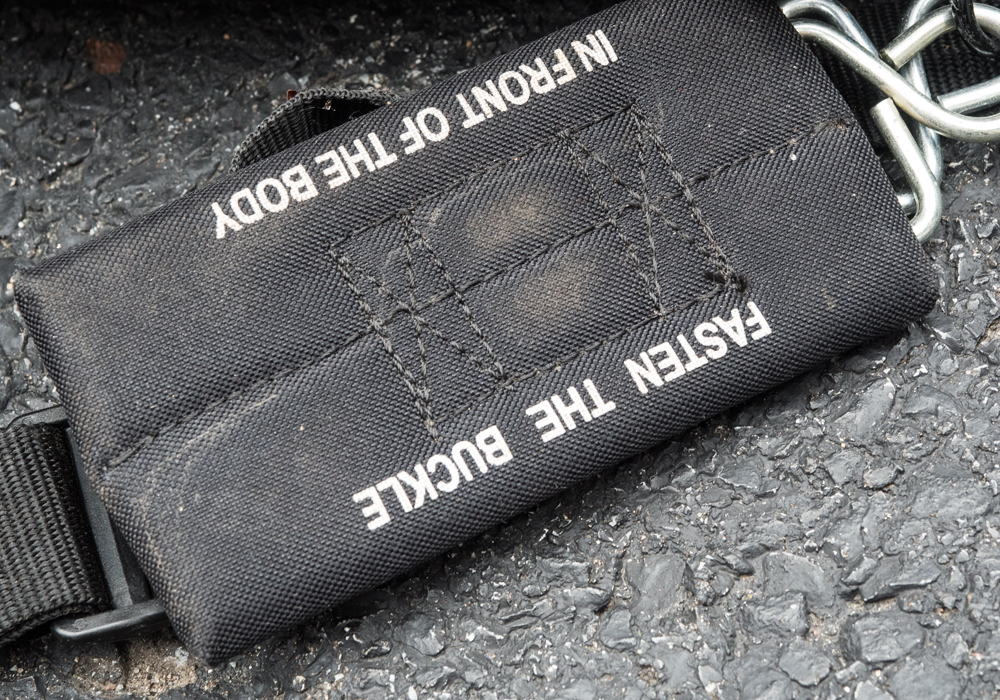 FASTEN THE BUCKLE
IN FRONT OF THE BODY